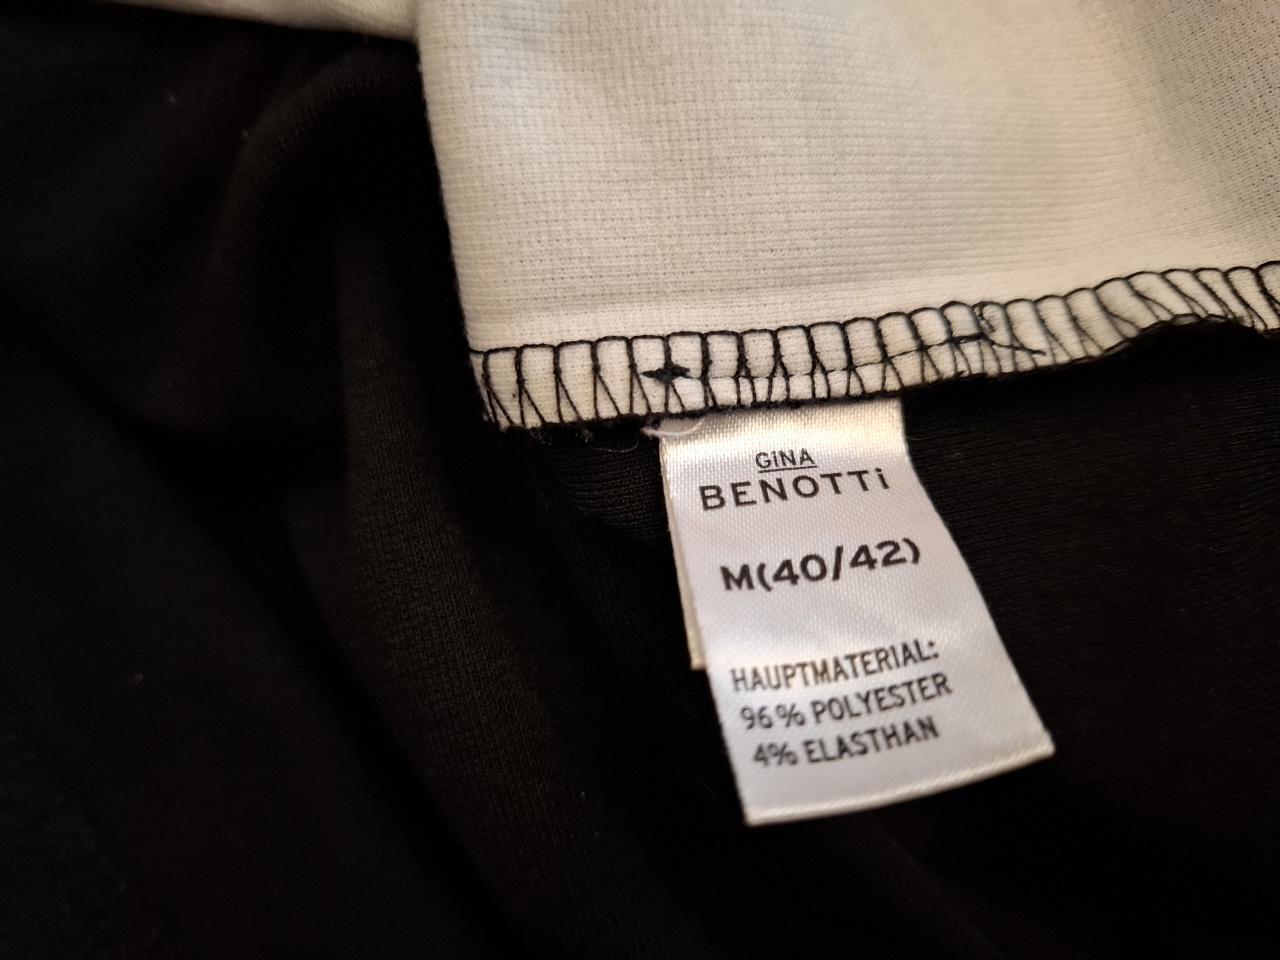 GiNA
BENOTTi
M(40/42)
HAUPTMATERIAL:
96% POLYESTER
4% ELASTHAN